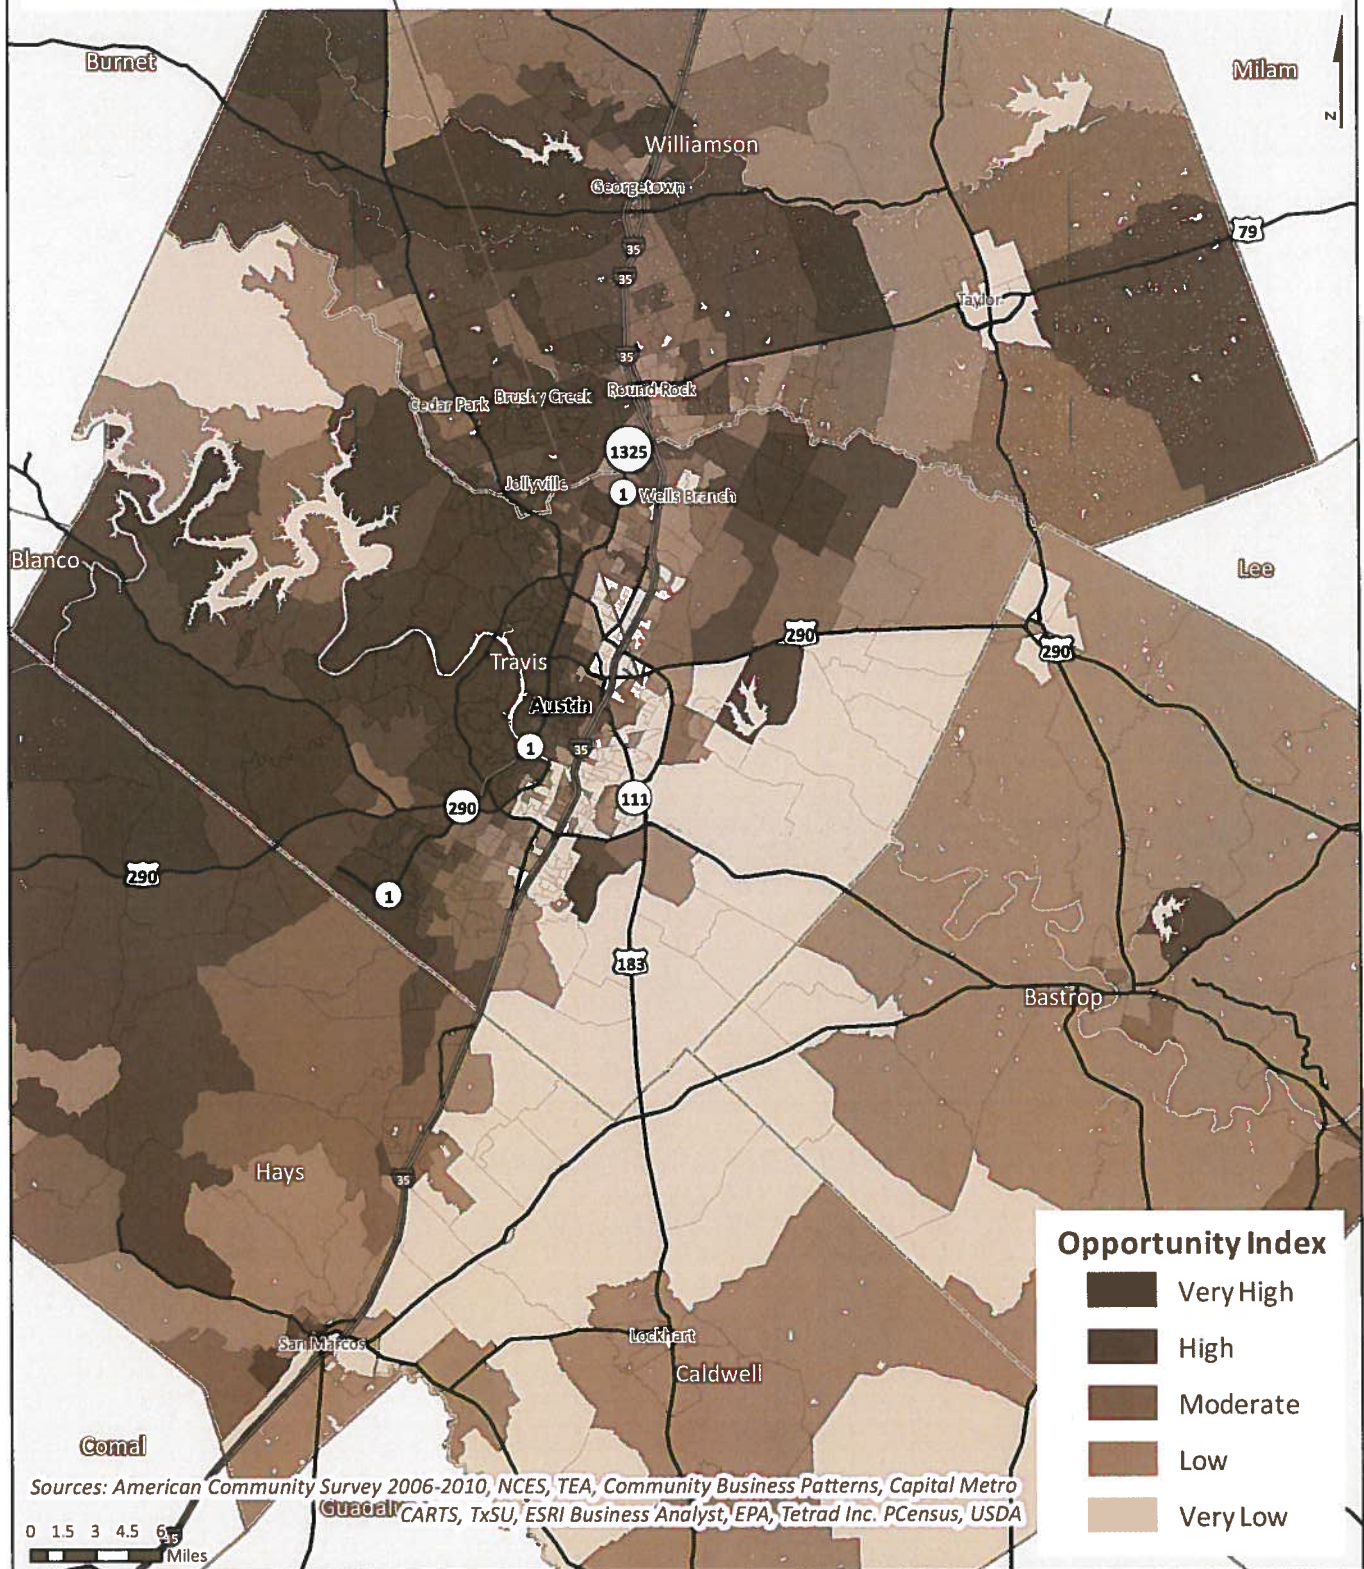 Burnet
Milam
N
Williamson
Georgetown
79
35
35
Taylor
35
Round Rock
Cedar Park
Brushy Creek
1325
Jollyville
1
Wells Branch
Blanco
Lee
290
290
Travis
Austin
1
35
290
111
290
1
183
Bastrop
Hays
35
Opportunity Index
Very High
High
Moderate
Low
Very Low
San Marcos
Lockhart
Caldwell
Comal
Sources: American Community Survey 2006-2010, NCES, TEA, Community Business Patterns, Capital Metro
CARTS, TxSU, ESRI Business Analyst, EPA, Tetrad Inc. PCensus, USDA
0 1.5 3 4.5 6
Miles